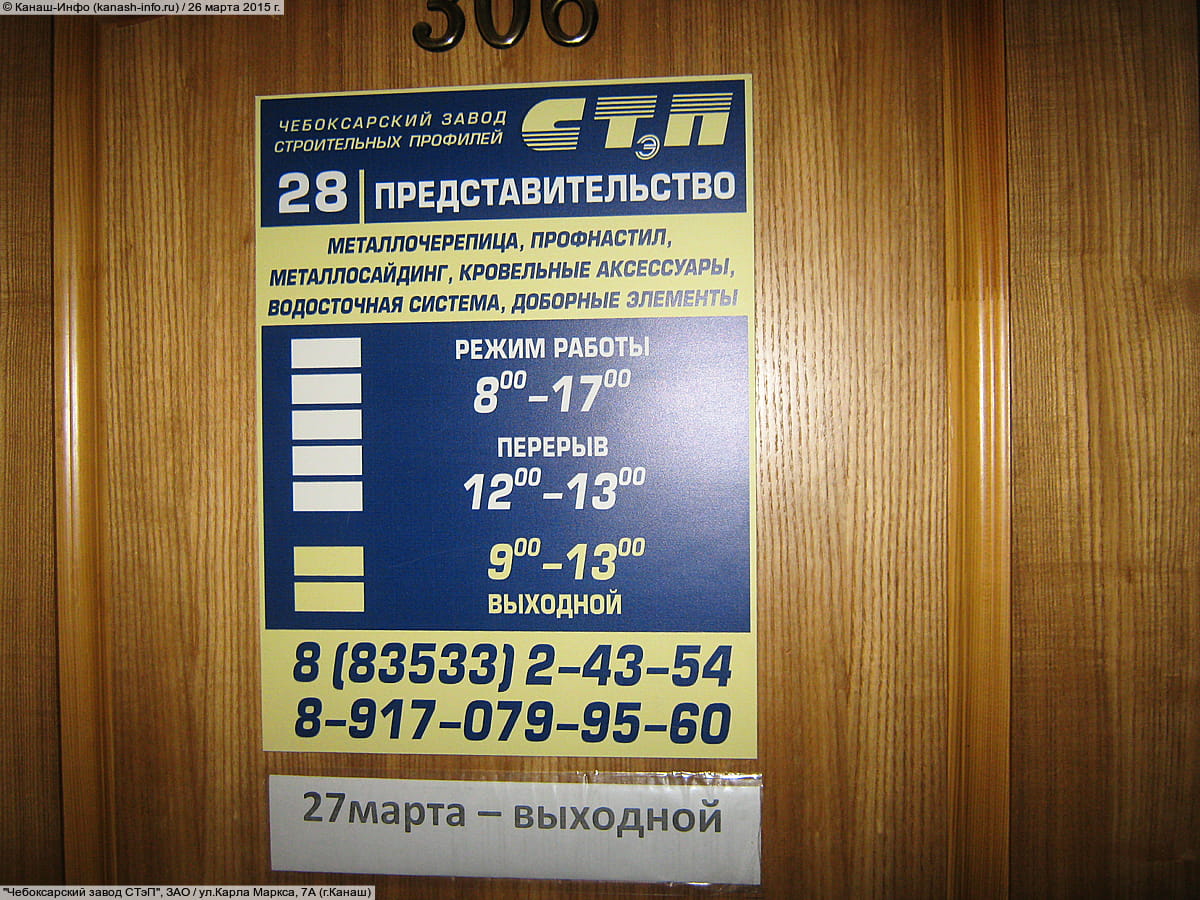 © Канаш-Инфо (kanash-info.ru) / 26 марта 2015 г.
306
ЧЕБОКСАРСКИЙ ЗАВОД
СТРОИТЕЛЬНЫХ ПРОФИЛЕЙ
СТэП
28 ПРЕДСТАВИТЕЛЬСТВО
МЕТАЛЛОЧЕРЕПИЦА, ПРОФНАСТИЛ,
МЕТАЛЛОСАЙДИНГ, КРОВЕЛЬНЫЕ АКСЕССУАРЫ,
ВОДОСТОЧНАЯ СИСТЕМА, ДОБОРНЫЕ ЭЛЕМЕНТЫ
РЕЖИМ РАБОТЫ
8⁰⁰–17⁰⁰
ПЕРЕРЫВ
12⁰⁰–13⁰⁰
9⁰⁰–13⁰⁰
ВЫХОДНОЙ
8 (83533) 2–43–54
8–917–079–95–60
27марта – выходной
"Чебоксарский завод СТэП", ЗАО / ул.Карла Маркса, 7А (г.Канаш)